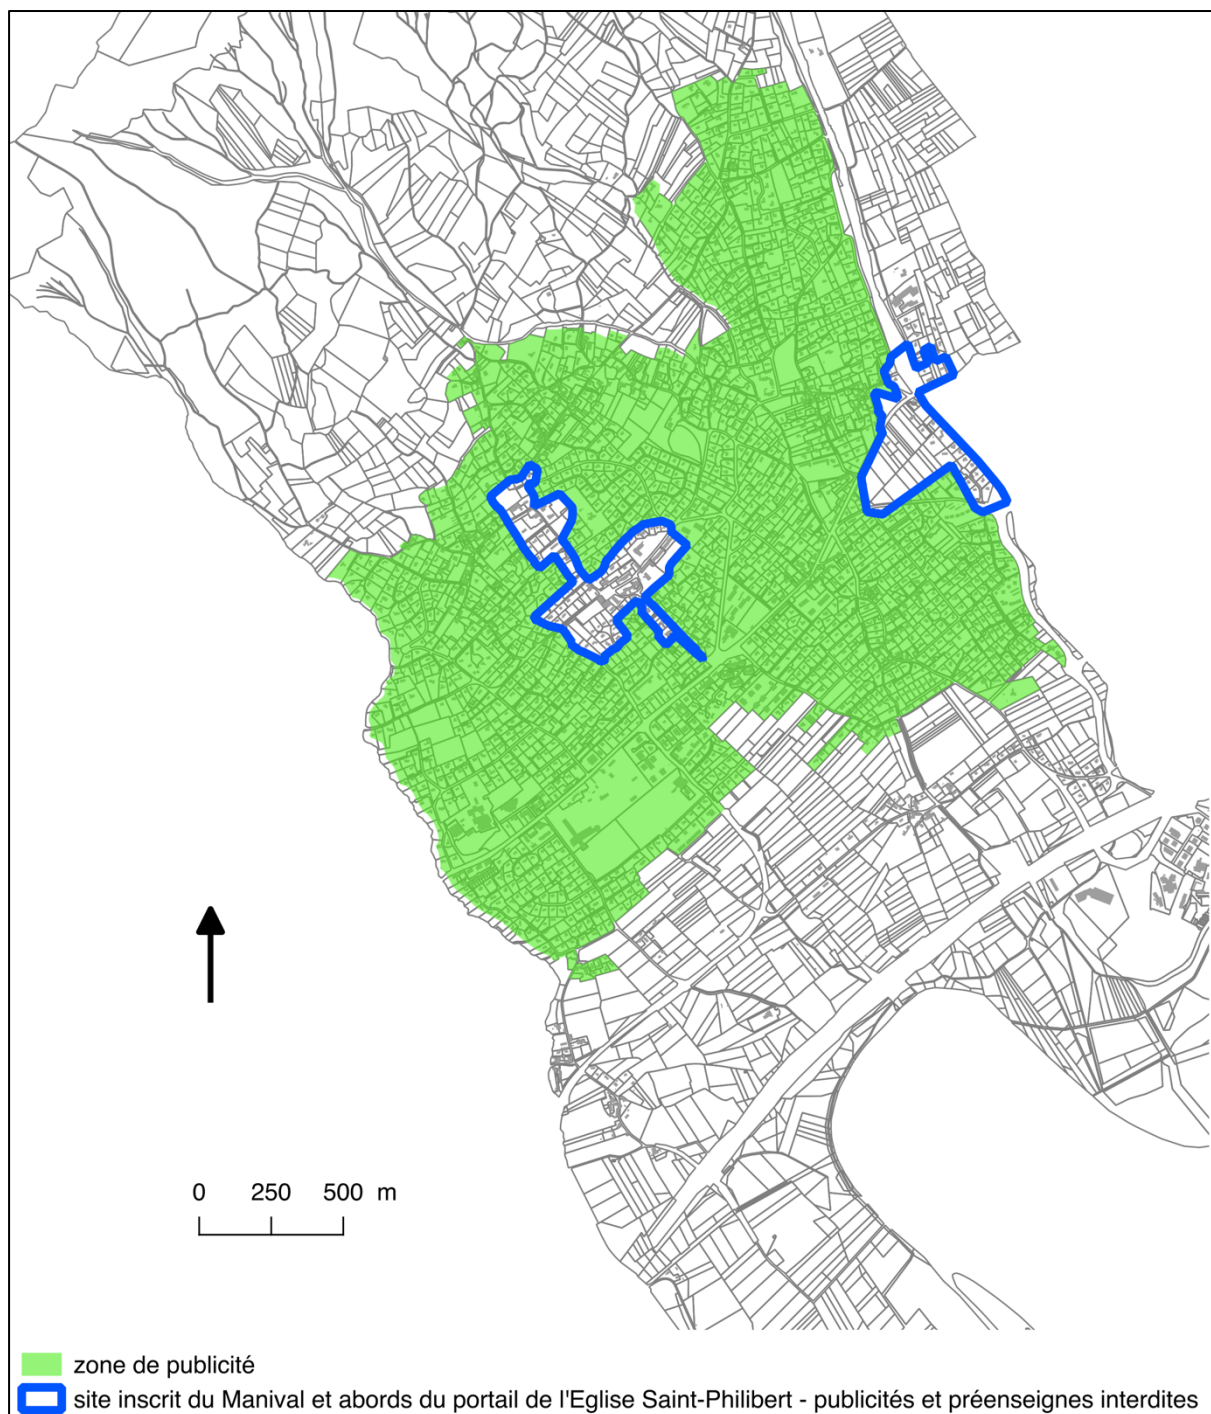 0 250 500 m
zone de publicité
site inscrit du Manival et abords du portail de l'Eglise Saint-Philibert - publicités et préenseignes interdites